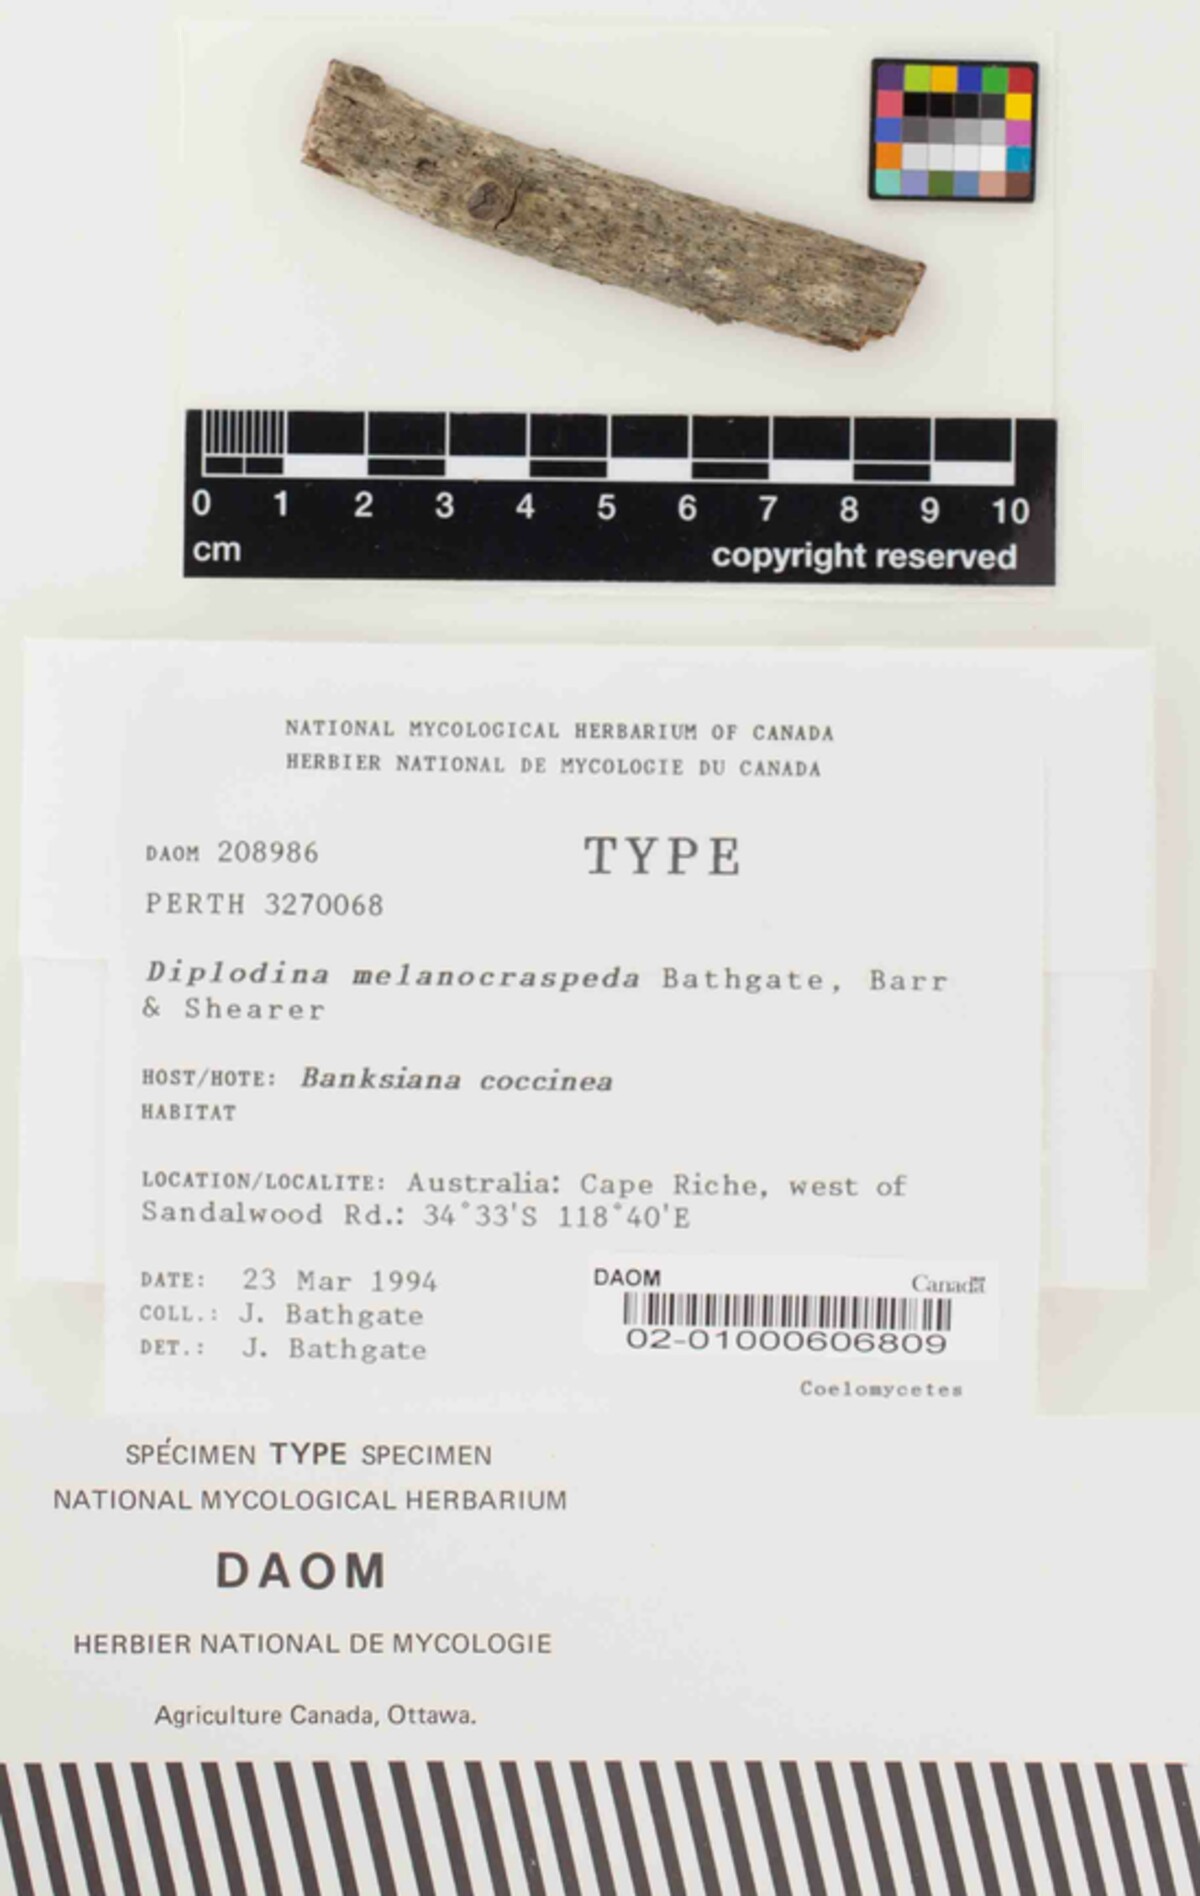 0 1 2 3 4 5 6 7 8 9 10
cm copyright reserved
NATIONAL MYCOLOGICAL HERBARIUM OF CANADA
HERBIER NATIONAL DE MYCOLOGIE DU CANADA
DAOM 208986 TYPE
PERTH 3270068
Diplodina melanocraspeda Bathgate, Barr
& Shearer
HOST/HOTE: Banksiana coccinea
HABITAT
LOCATION/LOCALITE: Australia: Cape Riche, west of
Sandalwood Rd.: 34°33'S 118°40'E
DATE: 23 Mar 1994
COLL.: J. Bathgate
DET.: J. Bathgate
DAOM Canada
02-01000606809
Coelomycetes
SPÉCIMEN TYPE SPECIMEN
NATIONAL MYCOLOGICAL HERBARIUM
DAOM
HERBIER NATIONAL DE MYCOLOGIE
Agriculture Canada, Ottawa.